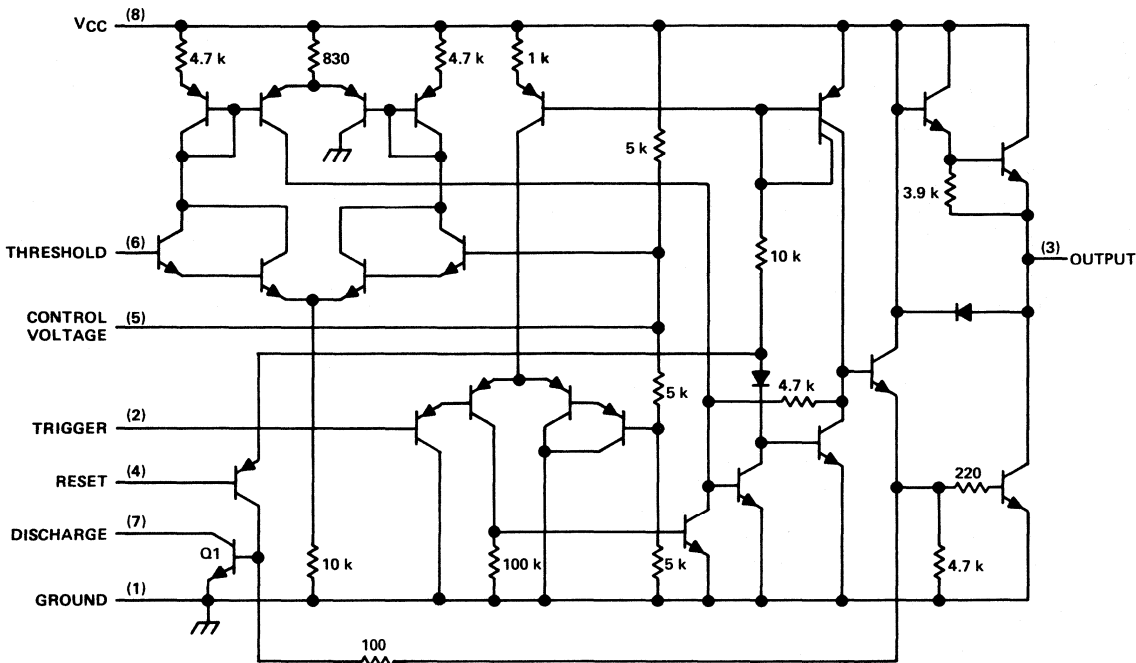 VCC (8)
4.7 k
830
4.7 k
1 k
5 k
3.9 k
THRESHOLD (6)
10 k
(3)
OUTPUT
CONTROL
VOLTAGE (5)
5 k
4.7 k
TRIGGER (2)
RESET (4)
220
DISCHARGE (7)
Q1
10 k
100 k
5 k
4.7 k
GROUND (1)
100